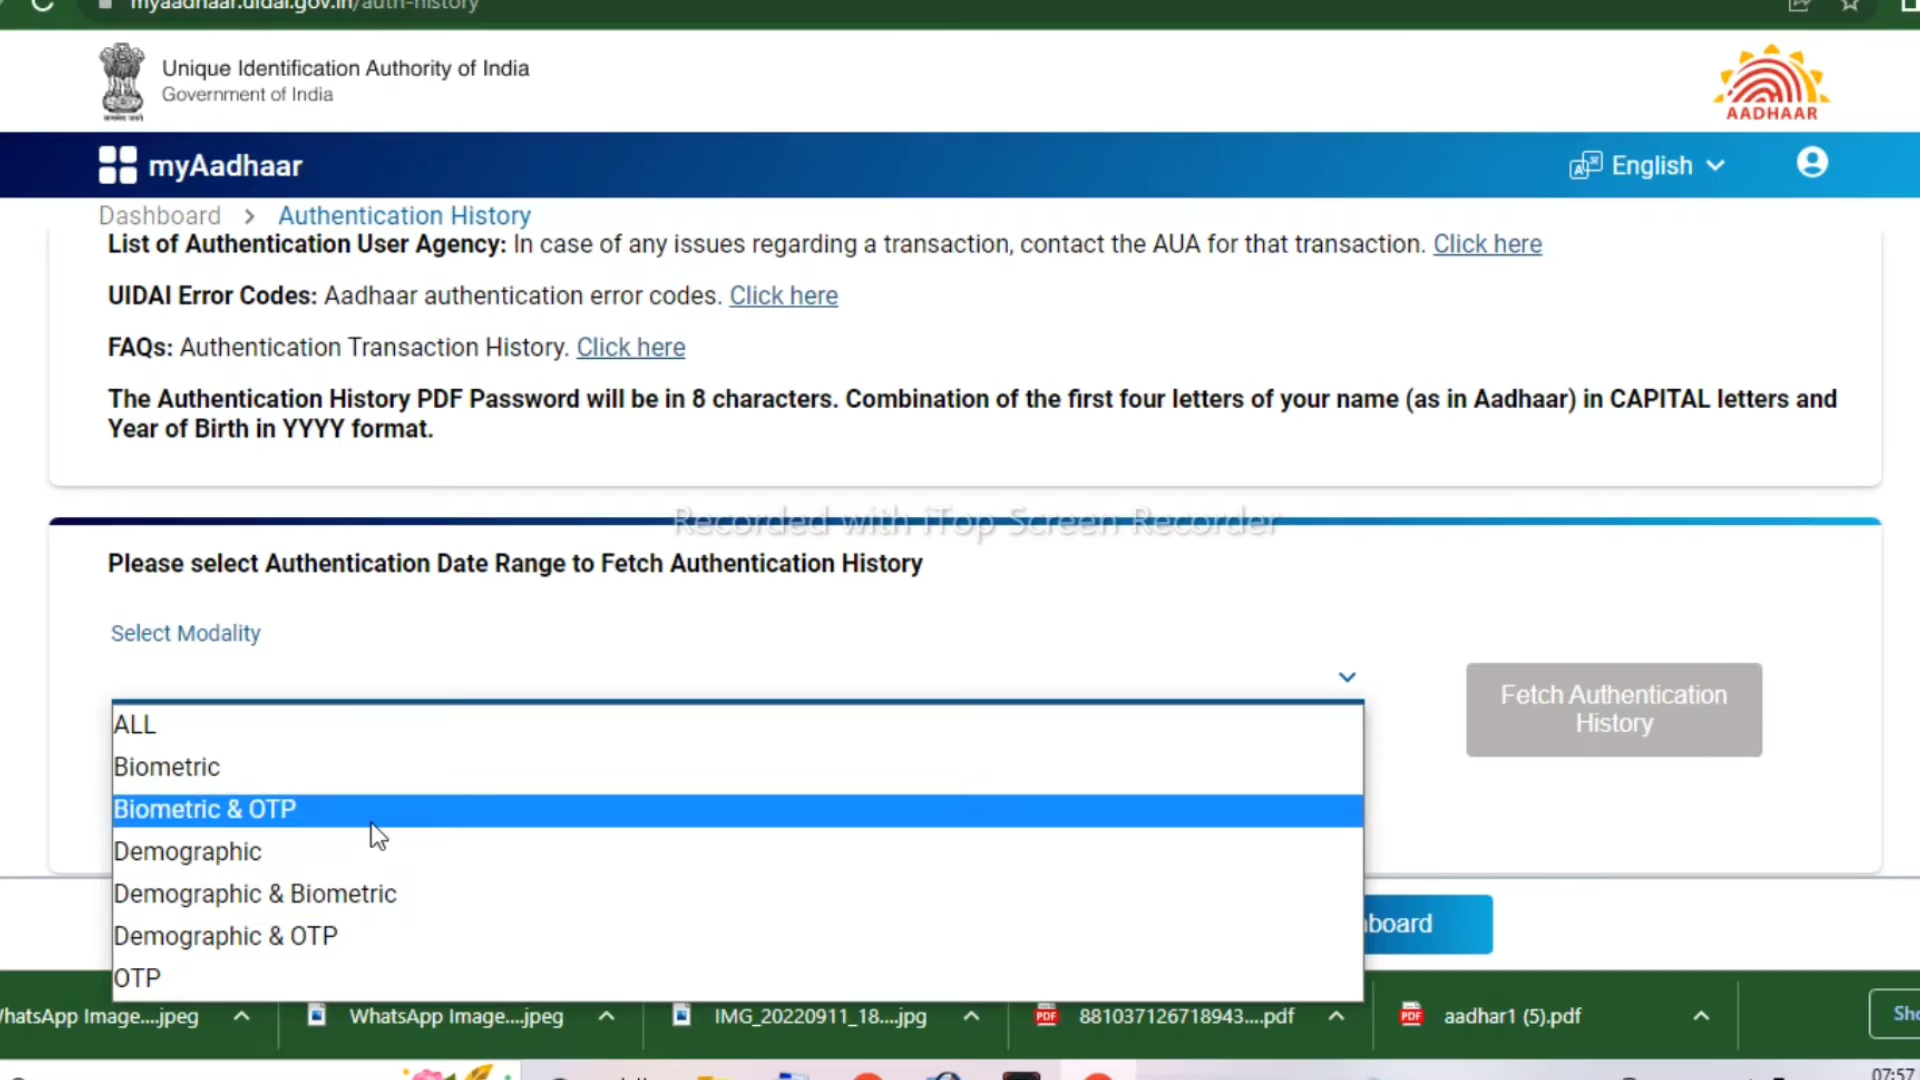 myaadhaar.uidai.gov.in/auth-history
Unique Identification Authority of India
Government of India
AADHAAR
myAadhaar
English
Dashboard > Authentication History
List of Authentication User Agency: In case of any issues regarding a transaction, contact the AUA for that transaction. Click here
UIDAI Error Codes: Aadhaar authentication error codes. Click here
FAQs: Authentication Transaction History. Click here
The Authentication History PDF Password will be in 8 characters. Combination of the first four letters of your name (as in Aadhaar) in CAPITAL letters and
Year of Birth in YYYY format.
Recorded with iTop Screen Recorder
Please select Authentication Date Range to Fetch Authentication History
Select Modality
Fetch Authentication
History
ALL
Biometric
Biometric & OTP
Demographic
Demographic & Biometric
Demographic & OTP
OTP
board
hatsApp Image....jpeg
WhatsApp Image....jpeg
IMG_20220911_18....jpg
PDF
881037126718943....pdf
PDF
aadhar1 (5).pdf
Sho
07:57